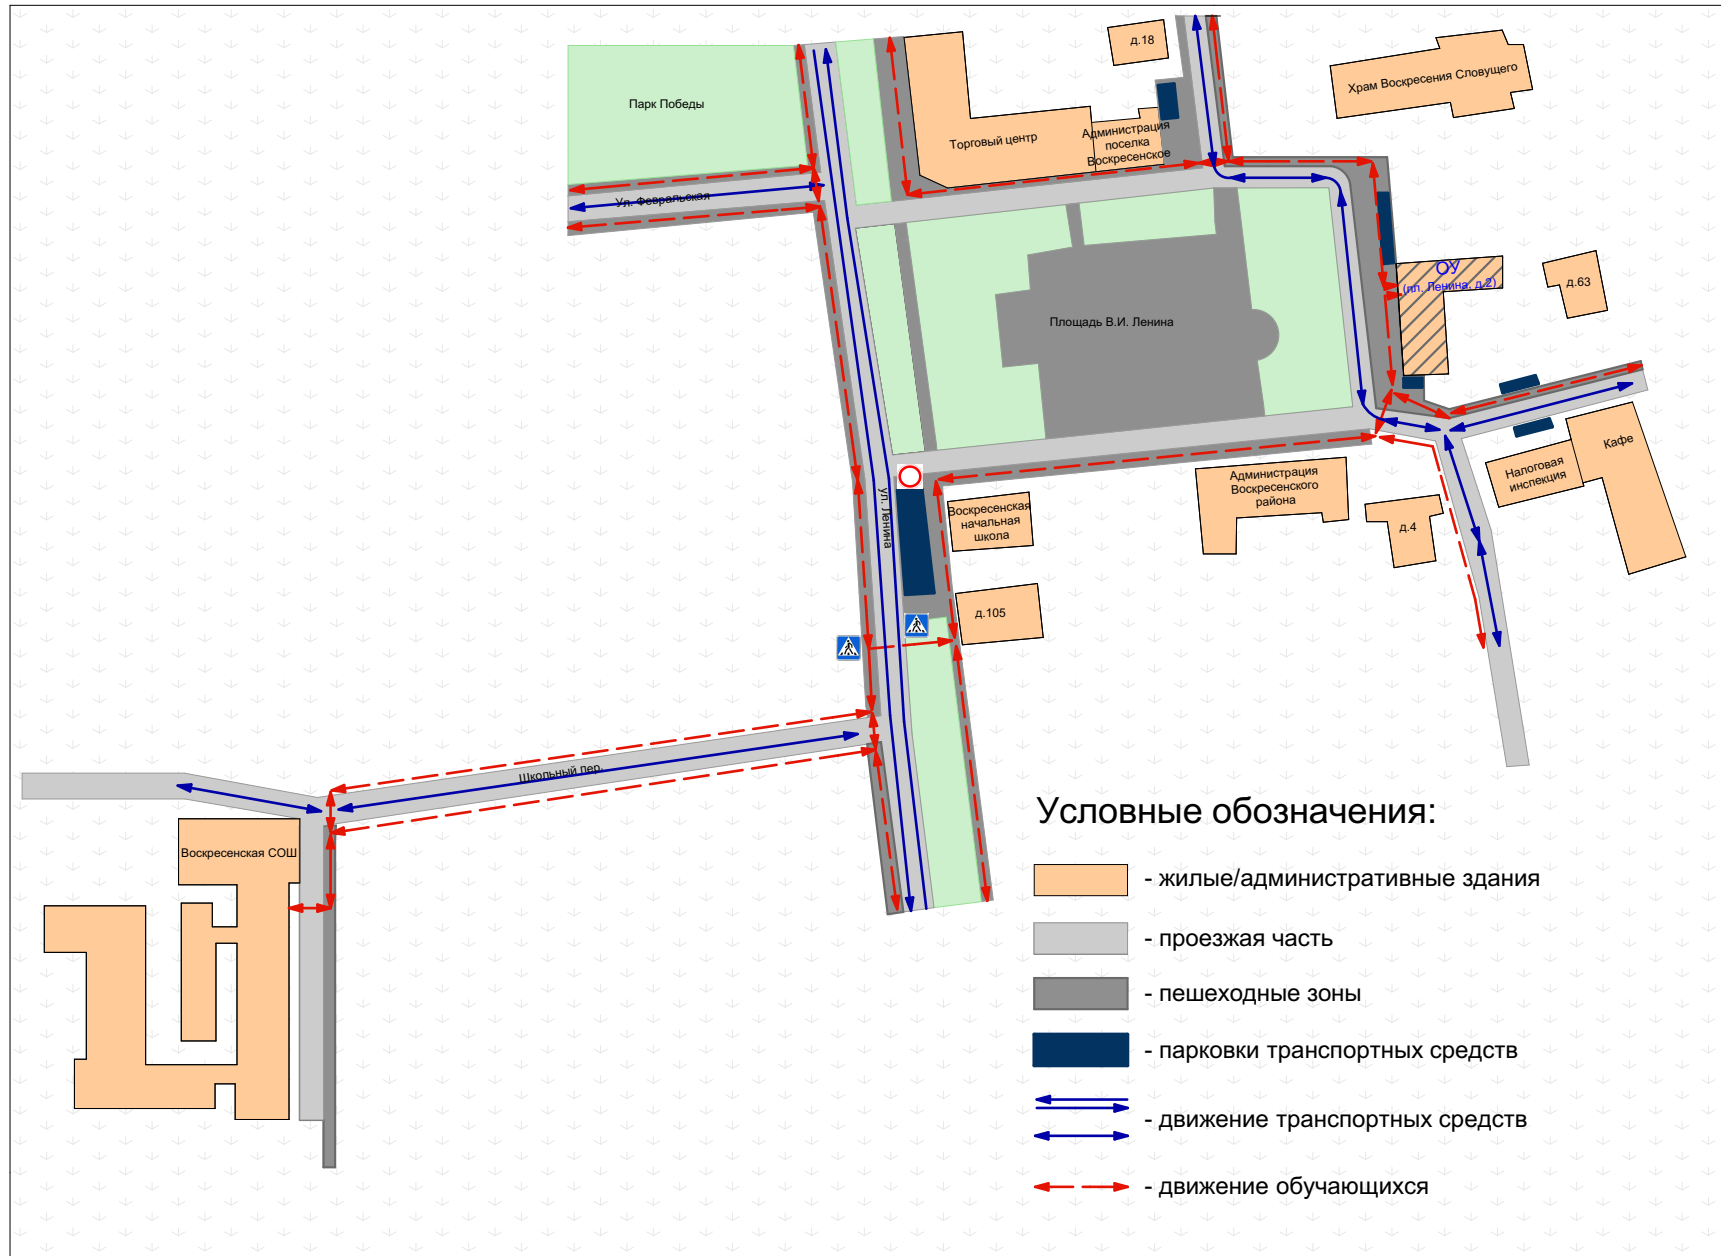 д.18
Храм Воскресения Словущего
Парк Победы
Торговый центр
Администрация
поселка
Воскресенское
Ул. Февральская
ОУ
(пл. Ленина, д.2)
д.63
Площадь В.И. Ленина
Кафе
Налоговая
инспекция
Администрация
Воскресенского
района
ул. Ленина
Воскресенская
начальная
школа
д.4
д.105
Школьный пер.
Воскресенская СОШ
Условные обозначения:
- жилые/административные здания
- проезжая часть
- пешеходные зоны
- парковки транспортных средств
- движение транспортных средств
- движение обучающихся